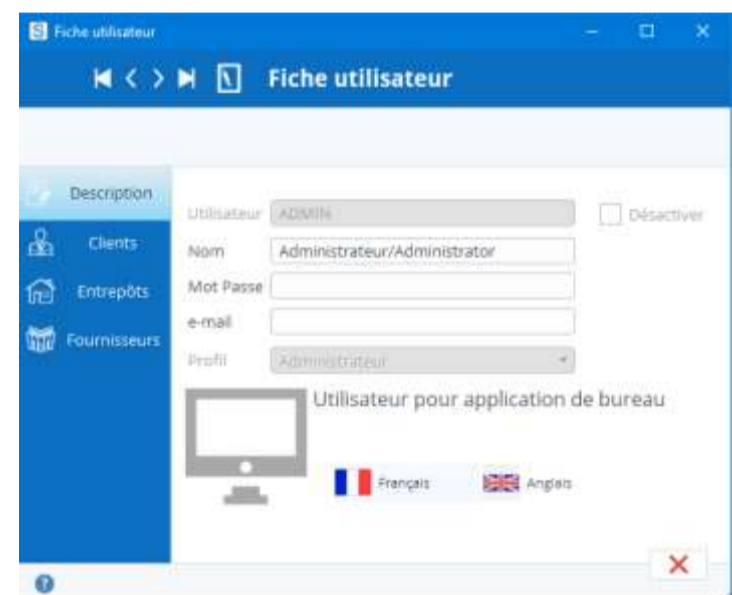 S Fiche utilisateur
Fiche utilisateur
Description
Clients
Entrepôts
Fournisseurs
Utilisateur ADMIN Désactiver
Nom Administrateur/Administrator
Mot Passe
e-mail
Profil Administrateur
Utilisateur pour application de bureau
Français Anglais
?